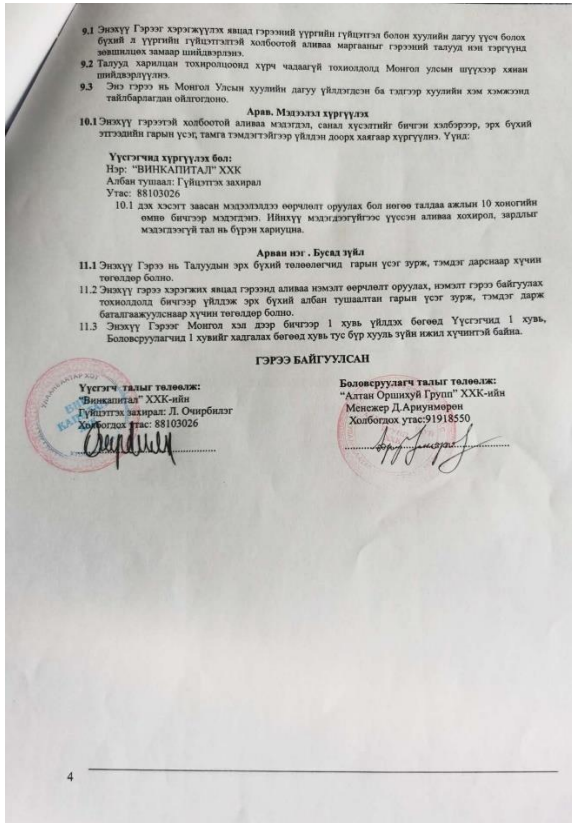 9.1 Энэхүү Гэрээг хэрэгжүүлэх явцад гэрээний үүргийн гүйцэтгэл болон хуулийн дагуу үүсч болох
бүхий л үүргийн гүйцэтгэлтэй холбоотой аливаа маргааныг гэрээний талууд нэн тэргүүнд
зөвшилцөх замаар шийдвэрлэнэ.
9.2 Талууд харилцан тохиролцоонд хүрч чадаагүй тохиолдолд Монгол улсын шүүхээр хянан
шийдвэрлүүлнэ.
9.3 Энэ гэрээ нь Монгол Улсын хуулийн дагуу үйлдэгдсэн ба тэдгээр хуулийн хэм хэмжээнд
тайлбарлагдан ойлгогдоно.
Арав. Мэдээлэл хүргүүлэх
10.1 Энэхүү гэрээтэй холбоотой аливаа мэдэгдэл, санал хүсэлтийг бичгэн хэлбэрээр, эрх бүхий
этгээдийн гарын үсэг, тамга тэмдэгтэйгээр үйлдэн доорх хаягаар хүргүүлнэ. Үүнд:
Үүсгэгчид хүргүүлэх бол:
Нэр: “ВИНКАПИТАЛ” ХХК
Албан тушаал: Гүйцэтгэх захирал
Утас: 88103026
10.1 дэх хэсэгт заасан мэдээлэлдээ өөрчлөлт оруулах бол нөгөө талдаа ажлын 10 хоногийн
өмнө бичгээр мэдэгдэнэ. Ийнхүү мэдэгдээгүйгээс үүссэн аливаа хохирол, зардлыг
мэдэгдээгүй тал нь бүрэн хариуцна.
Арван нэг . Бусад зүйл
11.1 Энэхүү Гэрээ нь Талуудын эрх бүхий төлөөлөгчид гарын үсэг зурж, тэмдэг дарснаар хүчин
төгөлдөр болно.
11.2 Энэхүү гэрээ хэрэгжих явцад гэрээнд аливаа нэмэлт өөрчлөлт оруулах, нэмэлт гэрээ байгуулах
тохиолдолд бичгээр үйлдэж эрх бүхий албан тушаалтан гарын үсэг зурж, тэмдэг дарж
баталгаажуулснаар хүчин төгөлдөр болно.
11.3 Энэхүү Гэрээг Монгол хэл дээр бичгээр 1 хувь үйлдэх бөгөөд Үүсгэгчид 1 хувь,
Боловсруулагчид 1 хувийг хадгалах бөгөөд хувь тус бүр хууль зүйн ижил хүчинтэй байна.
ГЭРЭЭ БАЙГУУЛСАН
Үүсгэгч талыг төлөөлж:
“Винкапитал” ХХК-ийн
Гүйцэтгэх захирал: Л. Очирбилэг
Холбогдох утас: 88103026
Боловсруулагч талыг төлөөлж:
“Алтан Оршихуй Групп” ХХК-ийн
Менежер Д.Ариунмөрөн
Холбогдох утас:91918550
4